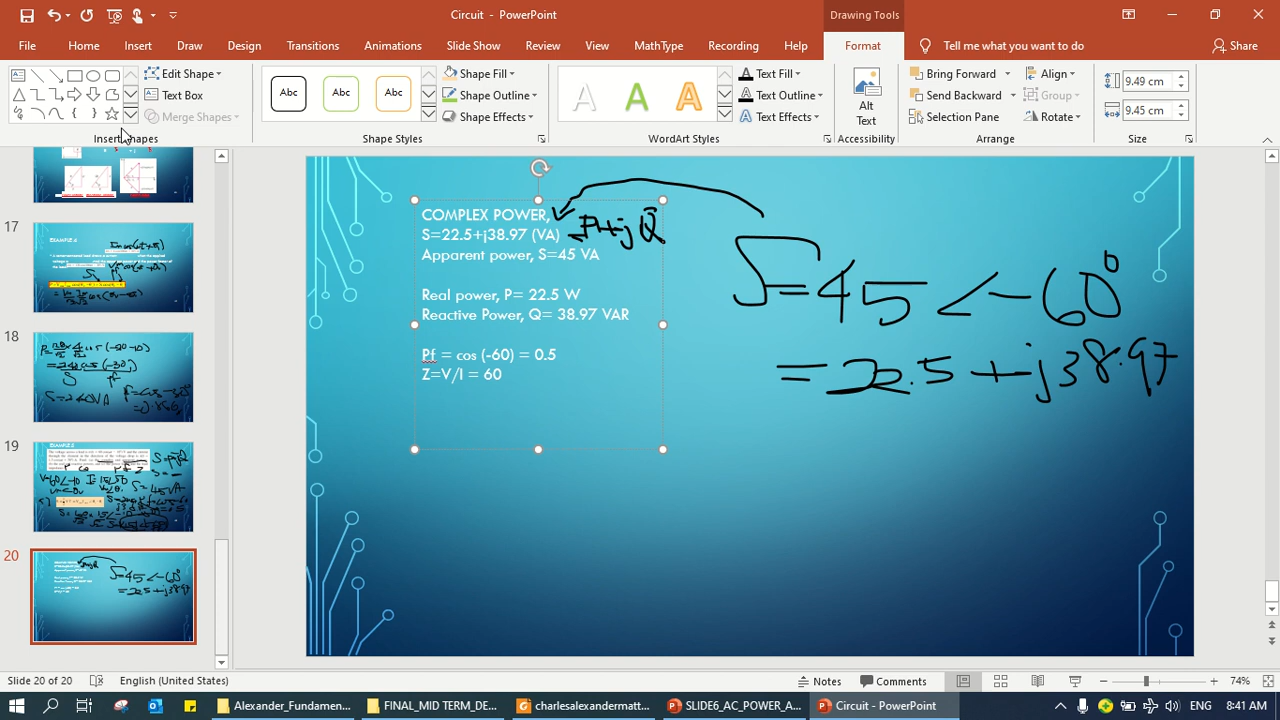 Circuit - PowerPoint
Drawing Tools
File Home Insert Draw Design Transitions Animations Slide Show Review View MathType Recording Help Format Tell me what you want to do Share
Edit Shape
Text Box
Merge Shapes
Insert Shapes
Abc Abc Abc
Shape Fill
Shape Outline
Shape Effects
Shape Styles
A A A
Text Fill
Text Outline
Text Effects
WordArt Styles
Alt Text
Accessibility
Bring Forward
Send Backward
Selection Pane
Align
Group
Rotate
Arrange
9.49 cm
9.45 cm
Size
17
EXAMPLE 4
18
19
EXAMPLE 5
20
COMPLEX POWER,
S=22.5+j38.97 (VA)
Apparent power, S=45 VA
Real power, P= 22.5 W
Reactive Power, Q= 38.97 VAR
Pf = cos (-60) = 0.5
Z=V/I = 60
=P+jQ
S=45<-60°
=22.5+j38.97
Slide 20 of 20
English (United States)
Notes
Comments
74%
Alexander_Fundamen...
FINAL_MID TERM_DE...
charlesalexandermatt...
SLIDE6_AC_POWER_A...
Circuit - PowerPoint
ENG
8:41 AM